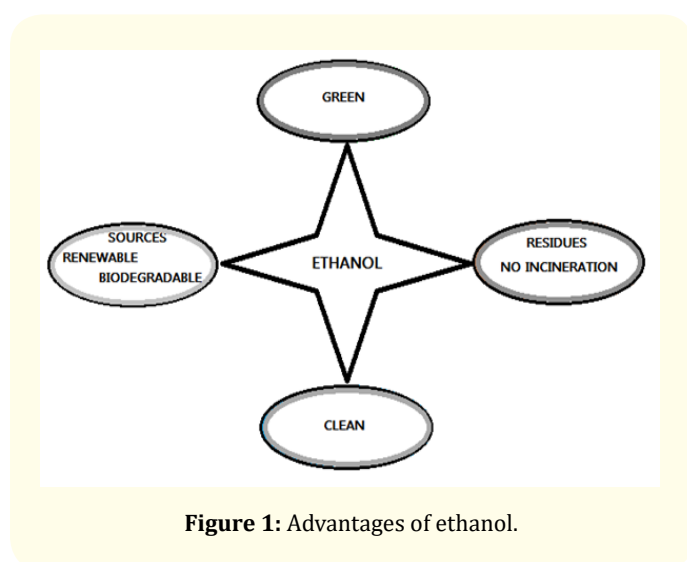 GREEN
SOURCES
RENEWABLE
BIODEGRADABLE
ETHANOL
RESIDUES
NO INCINERATION
CLEAN
Figure 1: Advantages of ethanol.